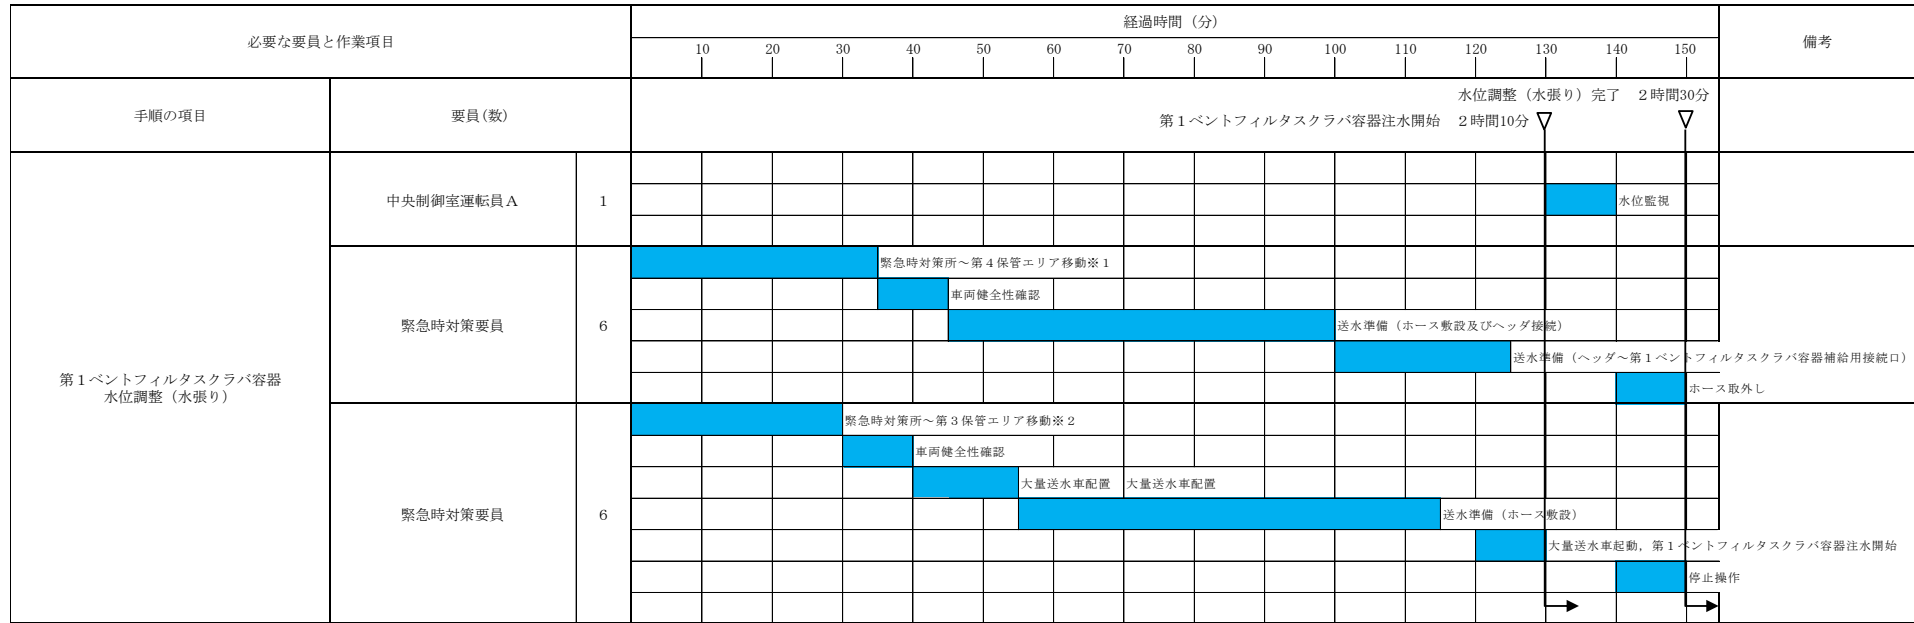 必要な要員と作業項目
経過時間（分）
備考
10 20 30 40 50 60 70 80 90 100 110 120 130 140 150
手順の項目
要員(数)
水位調整（水張り）完了　２時間30分
第１ベントフィルタスクラバ容器注水開始　２時間10分
第１ベントフィルタスクラバ容器
水位調整（水張り）
中央制御室運転員Ａ
1
水位監視
緊急時対策要員
6
緊急時対策所～第４保管エリア移動※１
車両健全性確認
送水準備（ホース敷設及びヘッダ接続）
送水準備（ヘッダ～第１ベントフィルタスクラバ容器補給用接続口）
ホース取外し
緊急時対策要員
6
緊急時対策所～第３保管エリア移動※２
車両健全性確認
大量送水車配置　大量送水車配置
送水準備（ホース敷設）
大量送水車起動，第１ベントフィルタスクラバ容器注水開始
停止操作